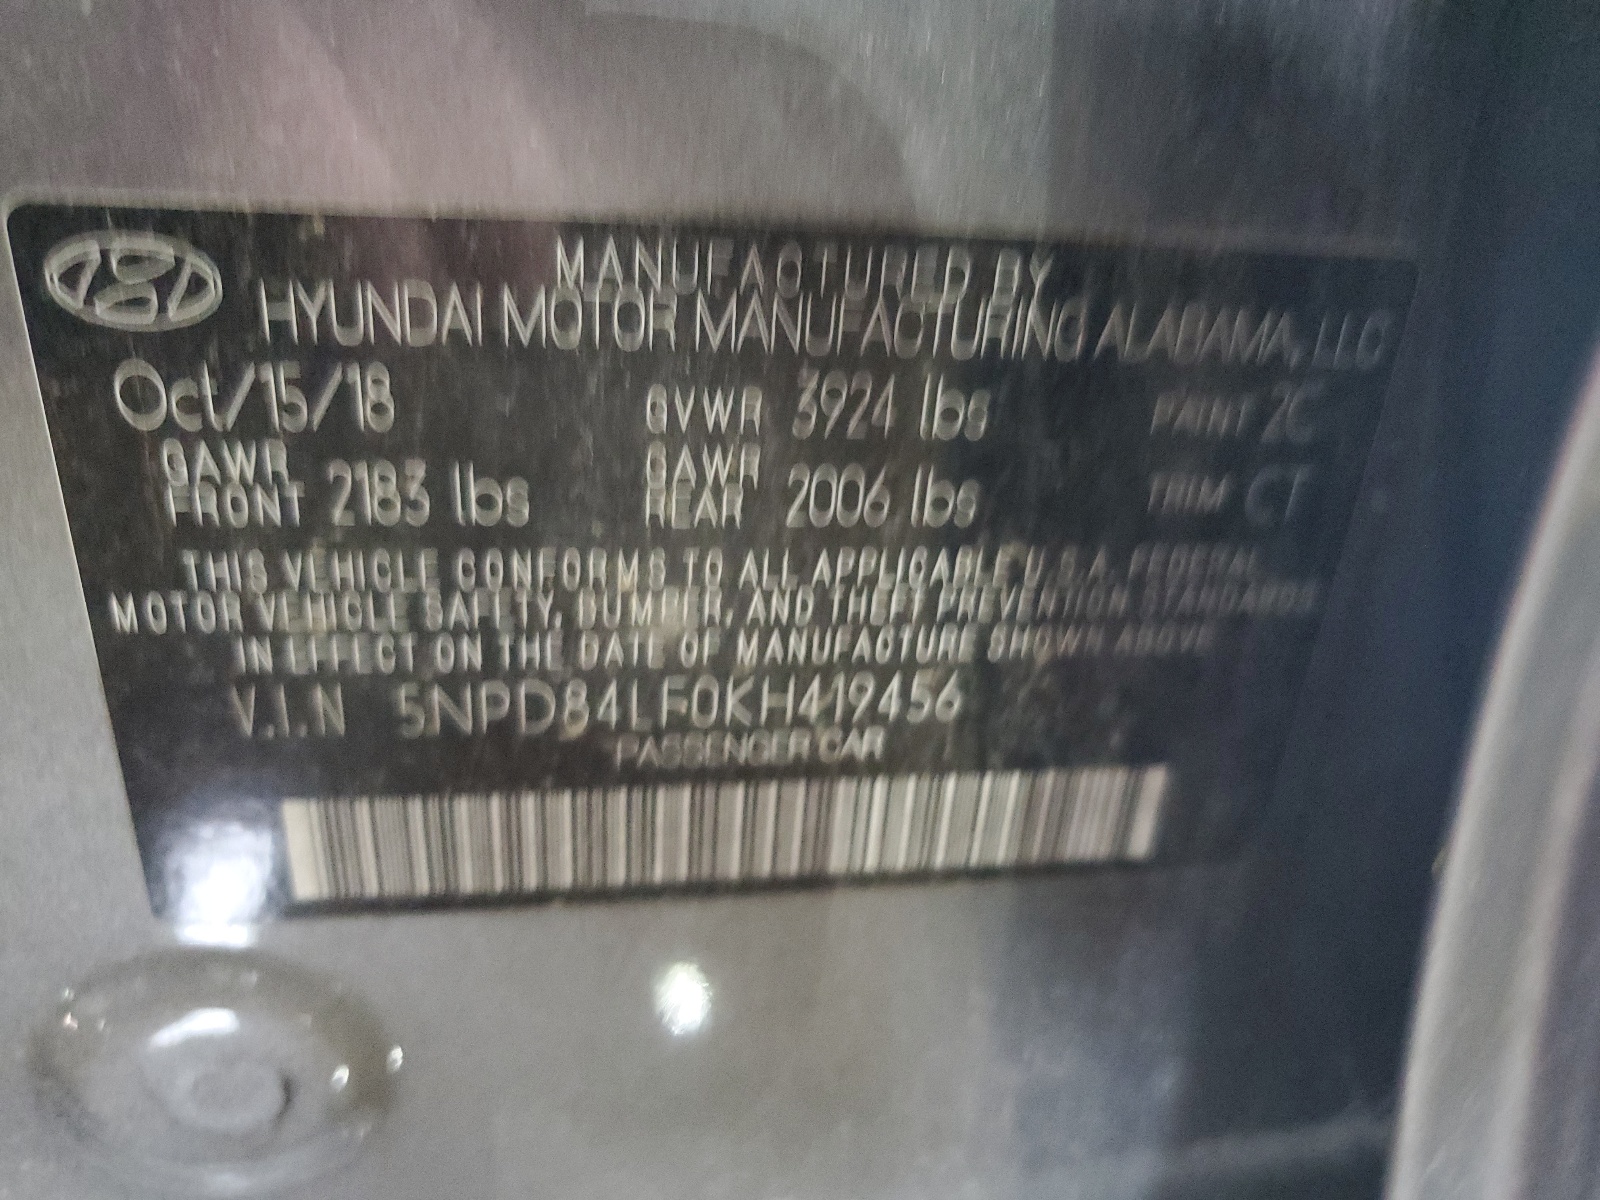 MANUFACTURED BY
HYUNDAI MOTOR MANUFACTURING ALABAMA, LLC
Oct/15/18 GVWR 3924 lbs PAINT 2C
GAWR FRONT 2183 lbs GAWR REAR 2006 lbs TRIM CT
THIS VEHICLE CONFORMS TO ALL APPLICABLE U.S.A. FEDERAL
MOTOR VEHICLE SAFETY, BUMPER, AND THEFT PREVENTION STANDARDS
IN EFFECT ON THE DATE OF MANUFACTURE SHOWN ABOVE
V.I.N 5NPD84LF0KH419456
PASSENGER CAR